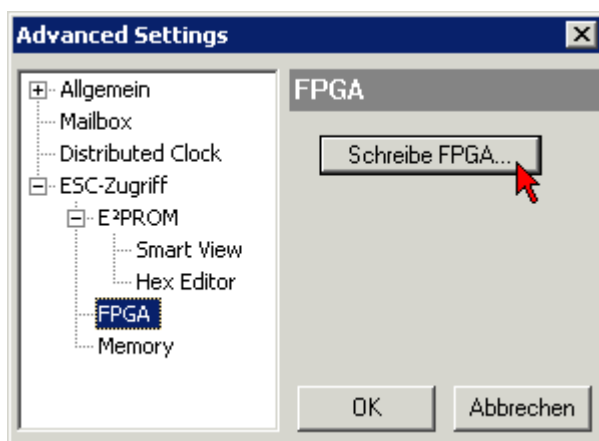 Advanced Settings
Allgemein
Mailbox
Distributed Clock
ESC-Zugriff
E²PROM
Smart View
Hex Editor
FPGA
Memory
FPGA
Schreibe FPGA...
OK
Abbrechen